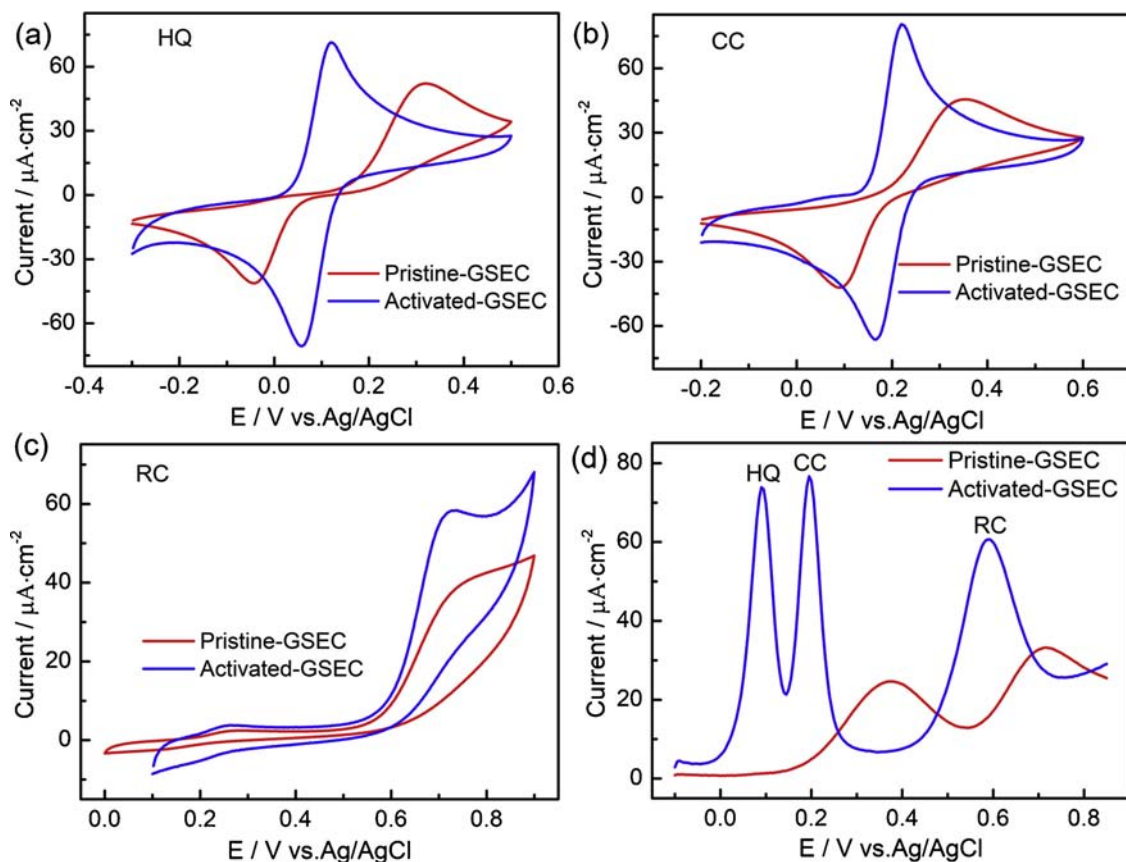 (a)
HQ
Current / μA·cm⁻²
60
30
0
-30
-60
Pristine-GSEC
Activated-GSEC
-0.4
-0.2
0.0
0.2
0.4
0.6
E / V vs.Ag/AgCl
(b)
CC
Current / μA·cm⁻²
60
30
0
-30
-60
Pristine-GSEC
Activated-GSEC
-0.2
0.0
0.2
0.4
0.6
E / V vs.Ag/AgCl
(c)
RC
Current / μA·cm⁻²
60
40
20
0
Pristine-GSEC
Activated-GSEC
0.0
0.2
0.4
0.6
0.8
E / V vs.Ag/AgCl
(d)
Current / μA·cm⁻²
80
60
40
20
0
HQ
CC
RC
Pristine-GSEC
Activated-GSEC
0.0
0.2
0.4
0.6
0.8
E / V vs.Ag/AgCl